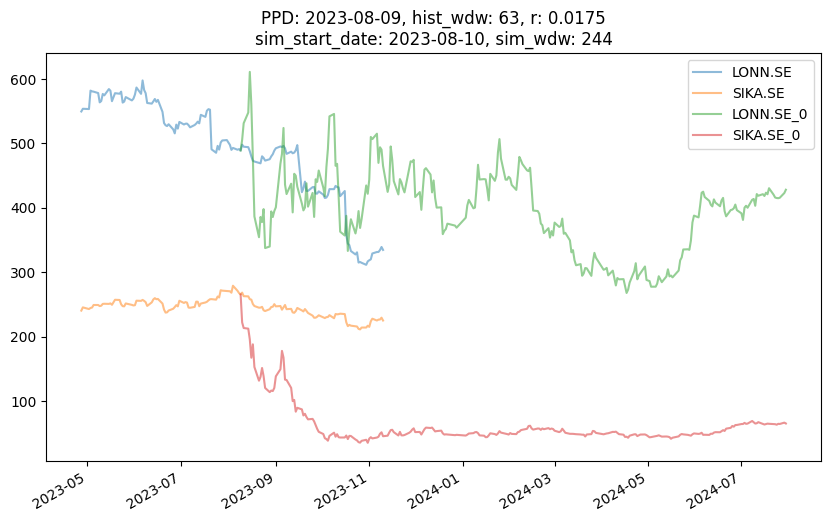 PPD: 2023-08-09, hist_wdw: 63, r: 0.0175
sim_start_date: 2023-08-10, sim_wdw: 244
LONN.SE
SIKA.SE
LONN.SE_0
SIKA.SE_0
600
500
400
300
200
100
2023-05
2023-07
2023-09
2023-11
2024-01
2024-03
2024-05
2024-07